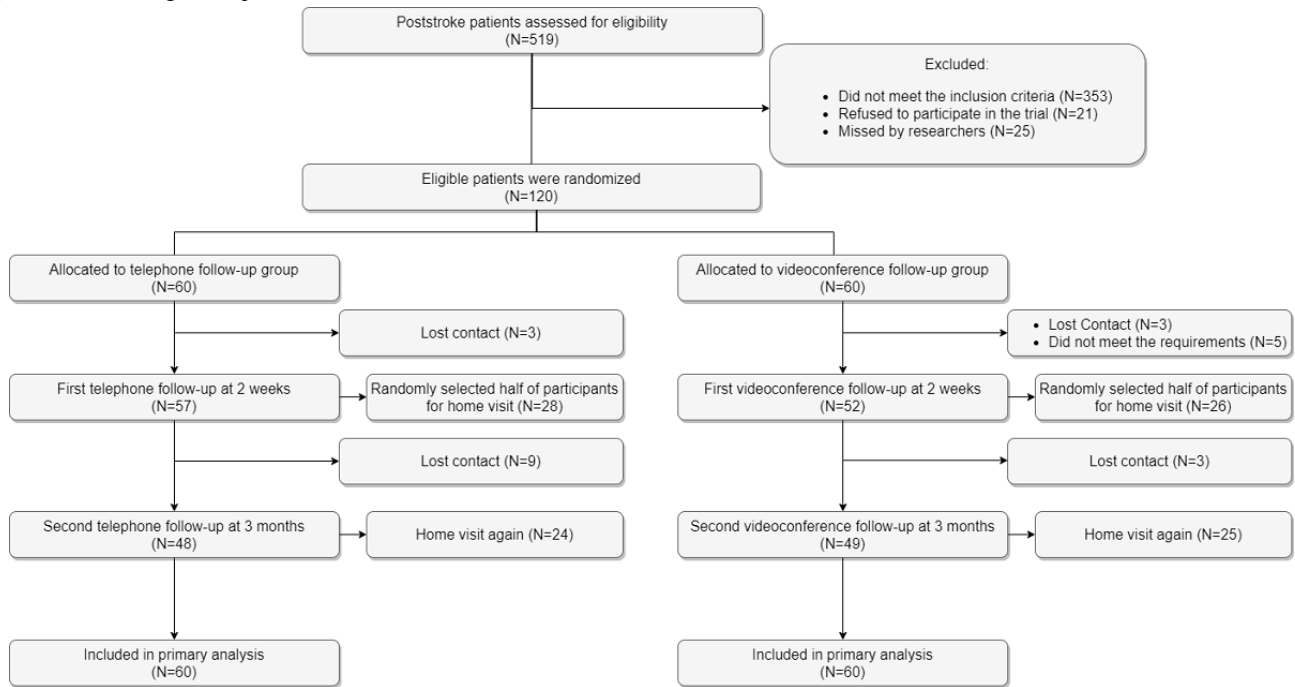 Poststroke patients assessed for eligibility
(N=519)
Excluded:
• Did not meet the inclusion criteria (N=353)
• Refused to participate in the trial (N=21)
• Missed by researchers (N=25)
Eligible patients were randomized
(N=120)
Allocated to telephone follow-up group
(N=60)
Allocated to videoconference follow-up group
(N=60)
Lost contact (N=3)
• Lost Contact (N=3)
• Did not meet the requirements (N=5)
First telephone follow-up at 2 weeks
(N=57)
Randomly selected half of participants
for home visit (N=28)
First videoconference follow-up at 2 weeks
(N=52)
Randomly selected half of participants
for home visit (N=26)
Lost contact (N=9)
Lost contact (N=3)
Second telephone follow-up at 3 months
(N=48)
Home visit again (N=24)
Second videoconference follow-up at 3 months
(N=49)
Home visit again (N=25)
Included in primary analysis
(N=60)
Included in primary analysis
(N=60)